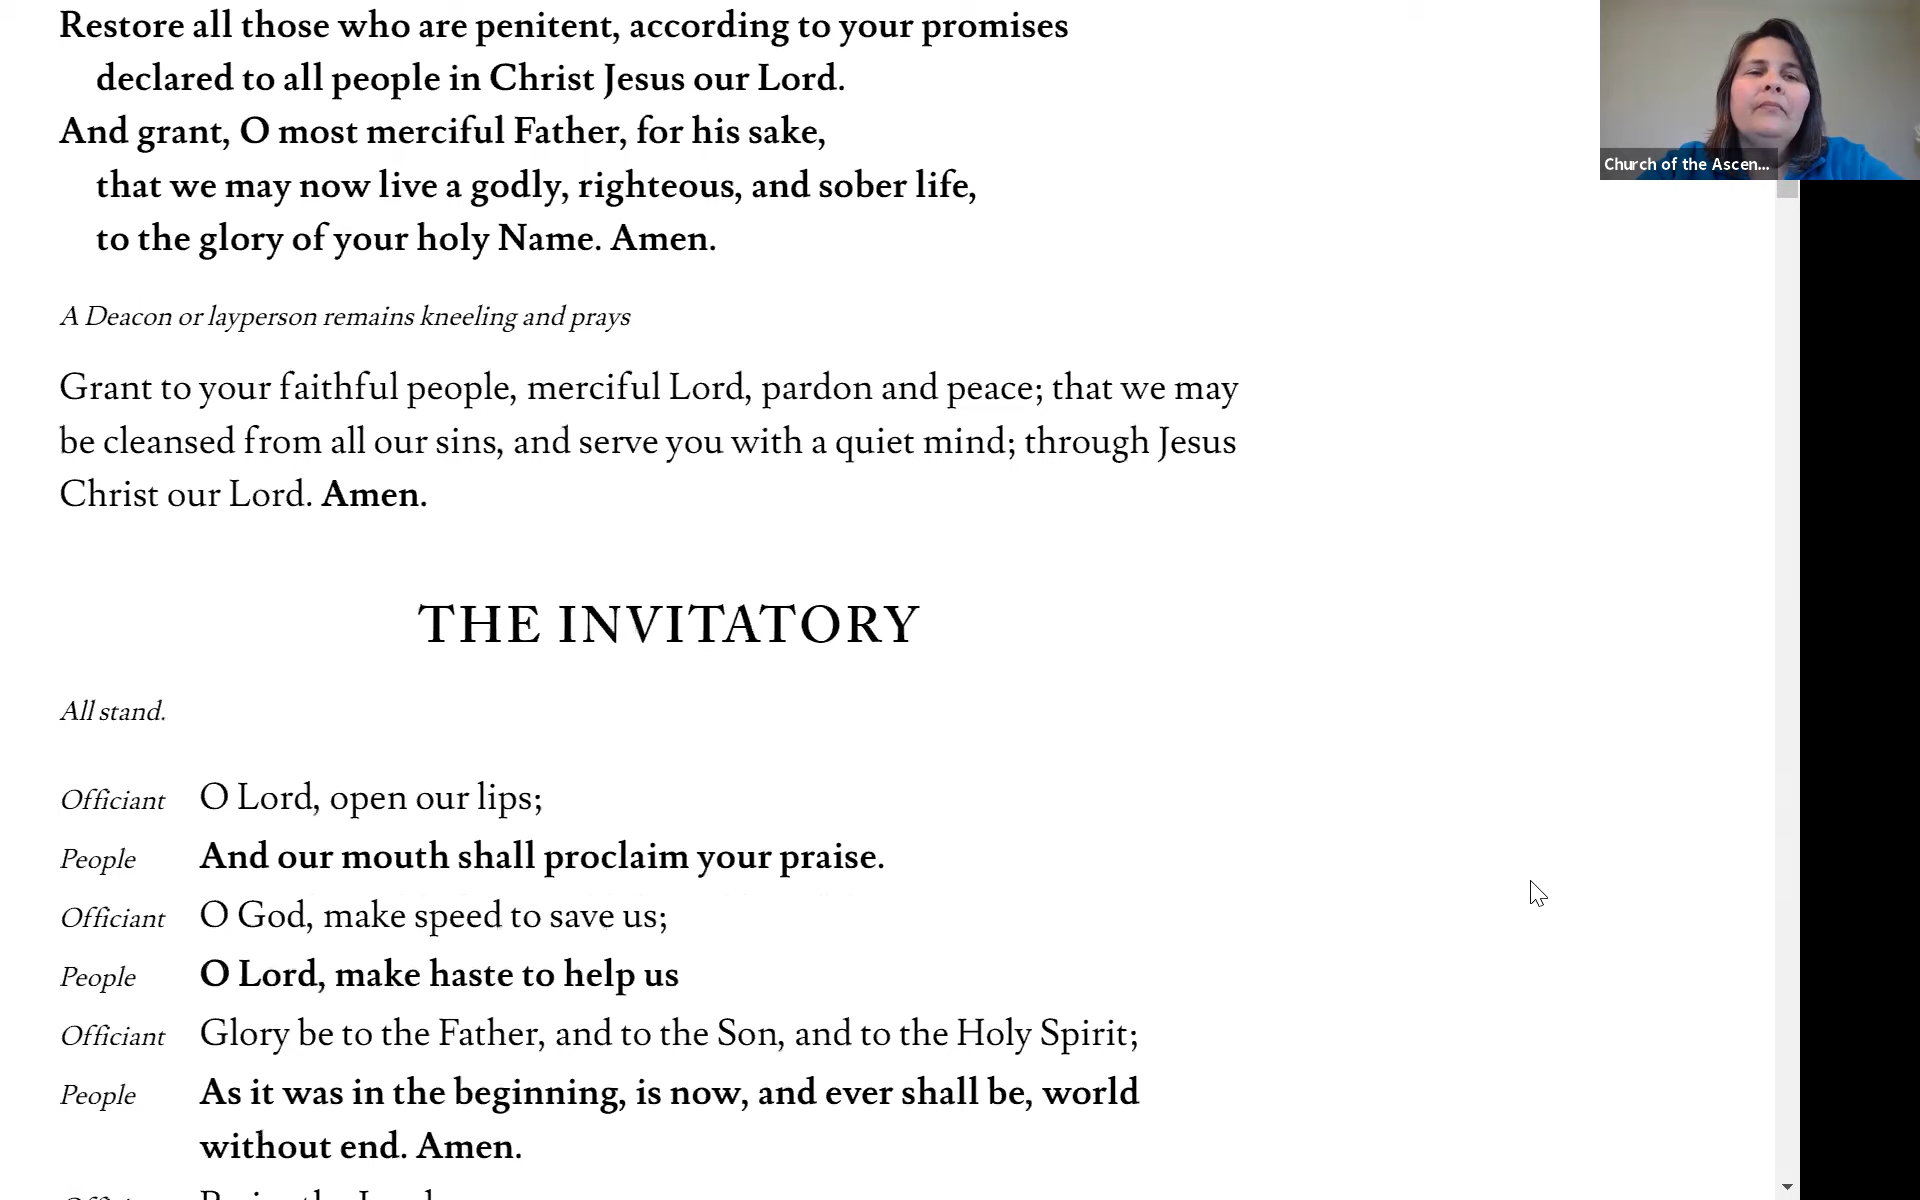 Restore all those who are penitent, according to your promises
declared to all people in Christ Jesus our Lord.
And grant, O most merciful Father, for his sake,
that we may now live a godly, righteous, and sober life,
to the glory of your holy Name. Amen.
Church of the Ascen...
A Deacon or layperson remains kneeling and prays
Grant to your faithful people, merciful Lord, pardon and peace; that we may
be cleansed from all our sins, and serve you with a quiet mind; through Jesus
Christ our Lord. Amen.
THE INVITATORY
All stand.
Officiant O Lord, open our lips;
People And our mouth shall proclaim your praise.
Officiant O God, make speed to save us;
People O Lord, make haste to help us
Officiant Glory be to the Father, and to the Son, and to the Holy Spirit;
People As it was in the beginning, is now, and ever shall be, world
without end. Amen.